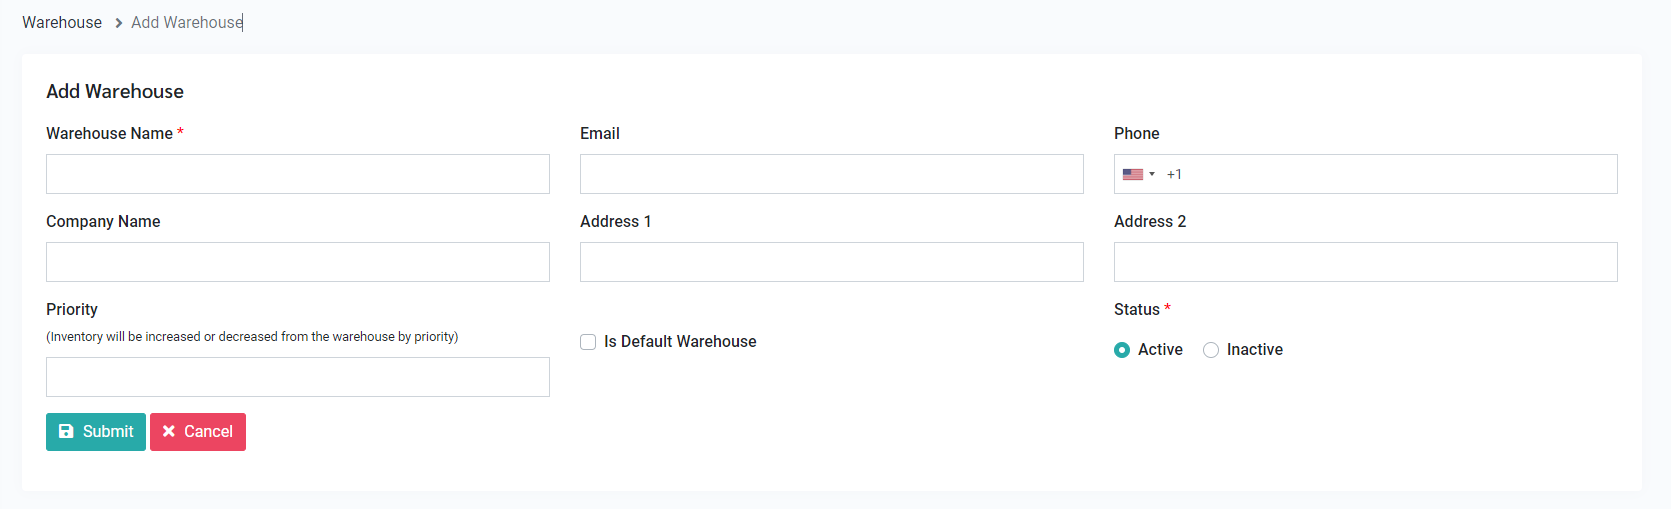 Warehouse > Add Warehouse
Add Warehouse
Warehouse Name * Email Phone
+1
Company Name Address 1 Address 2
Priority Status *
(Inventory will be increased or decreased from the warehouse by priority)
Is Default Warehouse Active Inactive
Submit Cancel